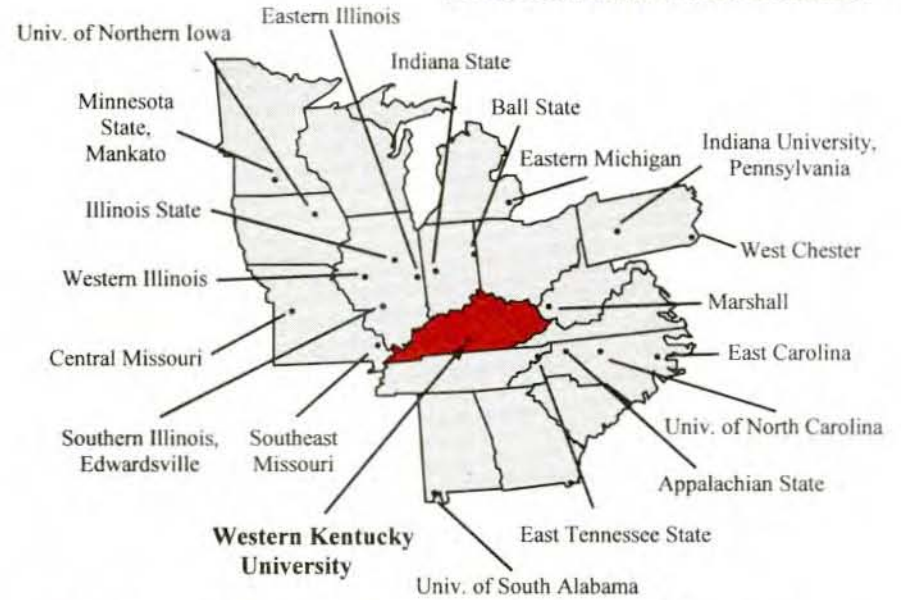 Eastern Illinois
Univ. of Northern Iowa
Indiana State
Minnesota
State,
Mankato
Ball State
Indiana University,
Pennsylvania
Eastern Michigan
Illinois State
West Chester
Western Illinois
Marshall
Central Missouri
East Carolina
Univ. of North Carolina
Southern Illinois,
Edwardsville
Southeast
Missouri
Appalachian State
Western Kentucky
University
East Tennessee State
Univ. of South Alabama